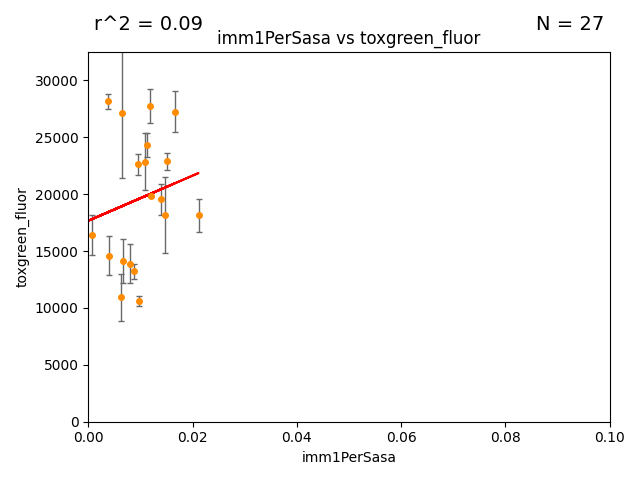 r^2 = 0.09
N = 27
imm1PerSasa vs toxgreen_fluor
30000
25000
20000
15000
10000
5000
0
toxgreen_fluor
0.00
0.02
0.04
0.06
0.08
0.10
imm1PerSasa